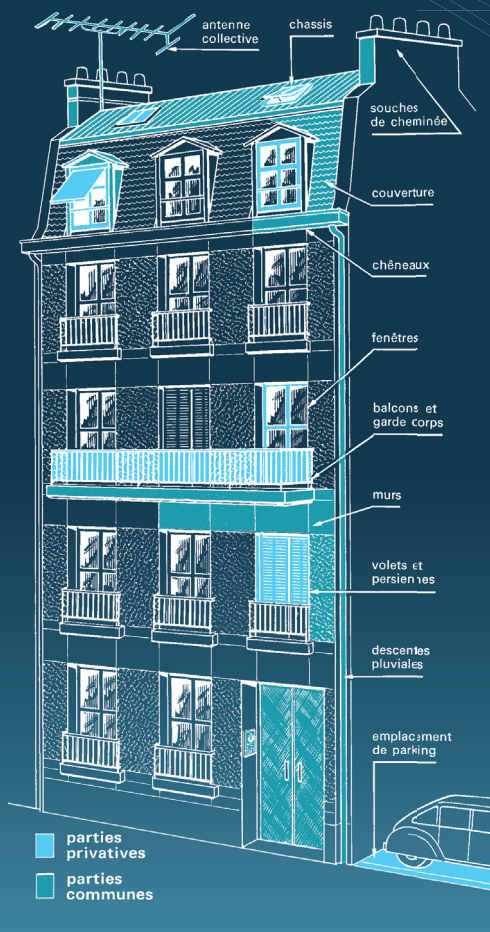 antenne
collective
chassis
souches
de cheminée
couverture
chêneaux
fenêtres
balcons et
garde corps
murs
volets et
persiennes
descentes
pluviales
emplacement
de parking
parties
privatives
parties
communes